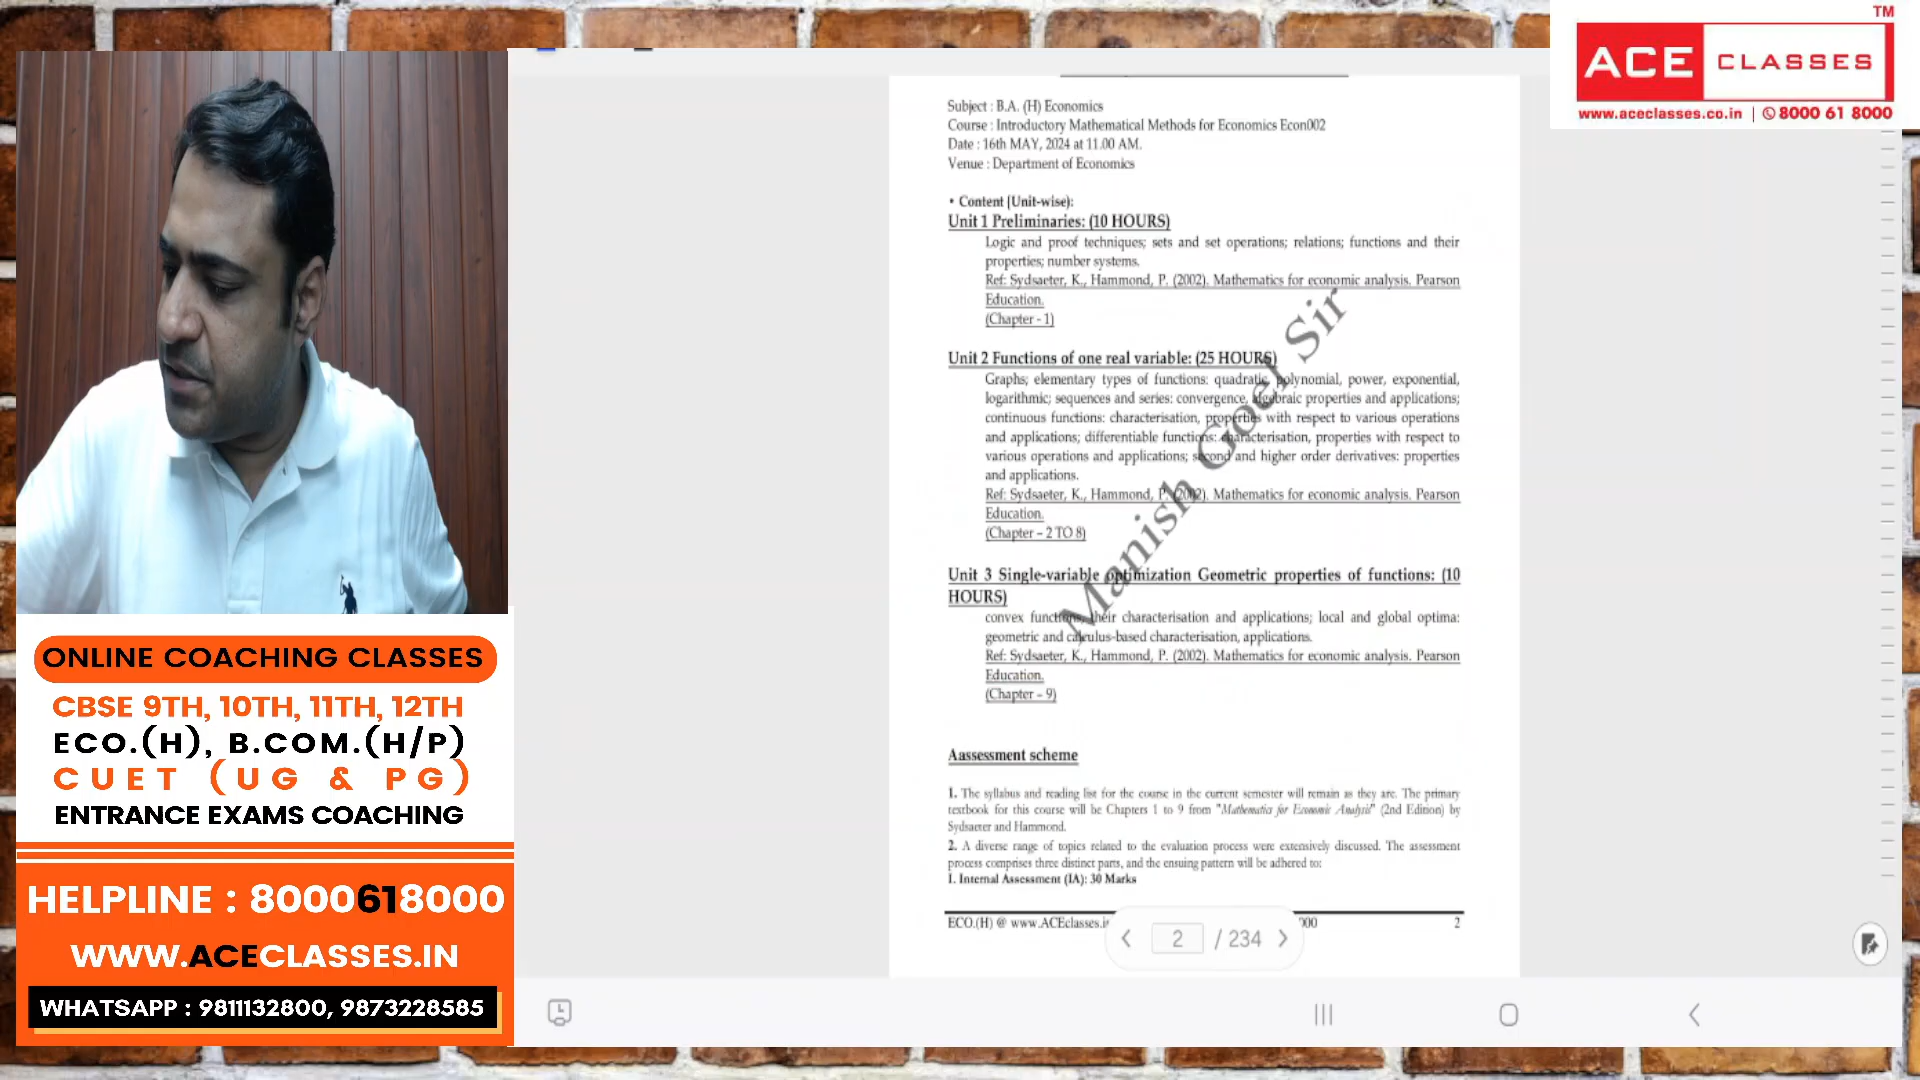 TM
ACE CLASSES
www.aceclasses.co.in | 8000 61 8000
Subject : B.A. (H) Economics
Course : Introductory Mathematical Methods for Economics Econ002
Date : 16th MAY, 2024 at 11.00 AM.
Venue : Department of Economics
• Content [Unit-wise):
Unit 1 Preliminaries: (10 HOURS)
Logic and proof techniques; sets and set operations; relations; functions and their
properties; number systems.
Ref: Sydsaeter, K., Hammond, P. (2002). Mathematics for economic analysis. Pearson
Education.
(Chapter - 1)
Unit 2 Functions of one real variable: (25 HOURS)
Graphs; elementary types of functions: quadratic, polynomial, power, exponential,
logarithmic; sequences and series: convergence, algebraic properties and applications;
continuous functions: characterisation, properties with respect to various operations
and applications; differentiable functions: characterisation, properties with respect to
various operations and applications; second and higher order derivatives: properties
and applications.
Ref: Sydsaeter, K., Hammond, P. (2002). Mathematics for economic analysis. Pearson
Education.
(Chapter – 2 TO 8)
Unit 3 Single-variable optimization Geometric properties of functions: (10
HOURS)
convex functions, their characterisation and applications; local and global optima:
geometric and calculus-based characterisation, applications.
Ref: Sydsaeter, K., Hammond, P. (2002). Mathematics for economic analysis. Pearson
Education.
(Chapter – 9)
Manish Goel Sir
Aassessment scheme
1. The syllabus and reading list for the course in the current semester will remain as they are. The primary
textbook for this course will be Chapters 1 to 9 from "Mathematics for Economic Analysis" (2nd Edition) by
Sydsaeter and Hammond.
2. A diverse range of topics related to the evaluation process were extensively discussed. The assessment
process comprises three distinct parts, and the ensuing pattern will be adhered to:
I. Internal Assessment (IA): 30 Marks
ECO.(H) @ www.ACEclasses.i 000 2
2 / 234
ONLINE COACHING CLASSES
CBSE 9TH, 10TH, 11TH, 12TH
ECO.(H), B.COM.(H/P)
CUET (UG & PG)
ENTRANCE EXAMS COACHING
HELPLINE : 8000618000
WWW.ACECLASSES.IN
WHATSAPP : 9811132800, 9873228585